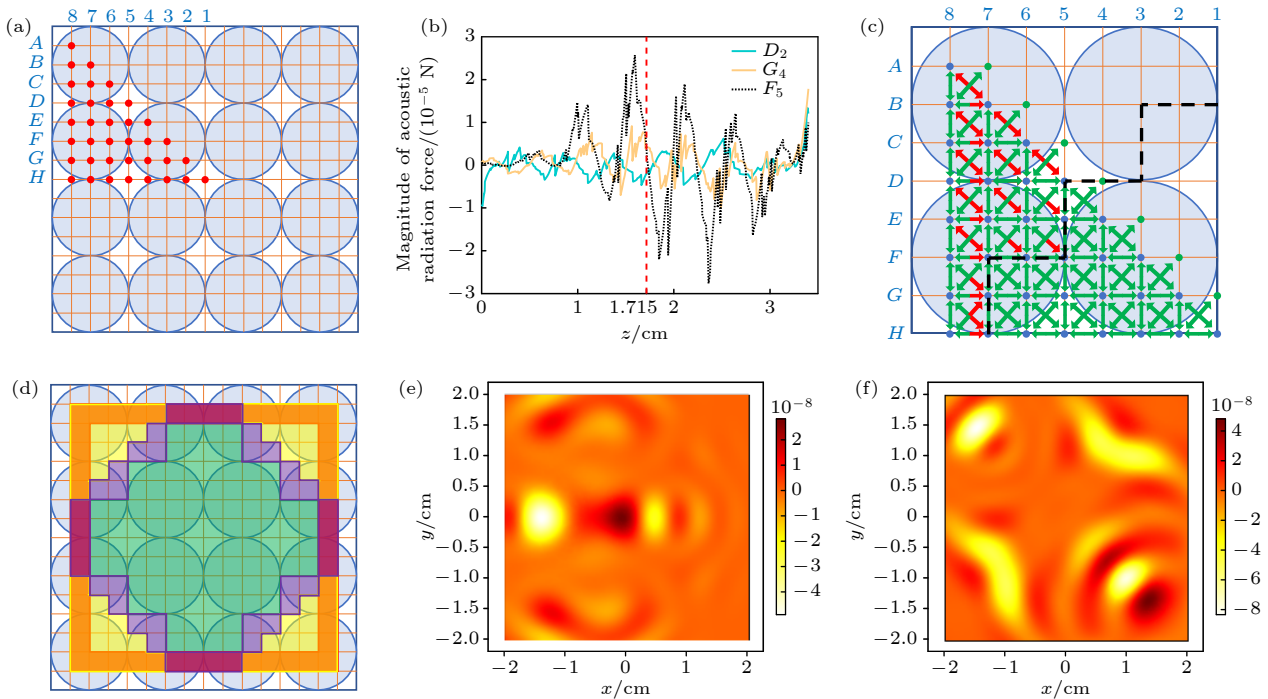 (a)
8 7 6 5 4 3 2 1
A
B
C
D
E
F
G
H
(b)
Magnitude of acoustic
radiation force/(10⁻⁵ N)
3
2
1
0
−1
−2
−3
D₂
G₄
F₅
0 1 1.715 2 3
z/cm
(c)
8 7 6 5 4 3 2 1
A
B
C
D
E
F
G
H
(d)
(e)
y/cm
2.0
1.5
1.0
0.5
0
−0.5
−1.0
−1.5
−2.0
−2 −1 0 1 2
x/cm
10⁻⁸
2
1
0
−1
−2
−3
−4
(f)
y/cm
2.0
1.5
1.0
0.5
0
−0.5
−1.0
−1.5
−2.0
−2 −1 0 1 2
x/cm
10⁻⁸
4
2
0
−2
−4
−6
−8